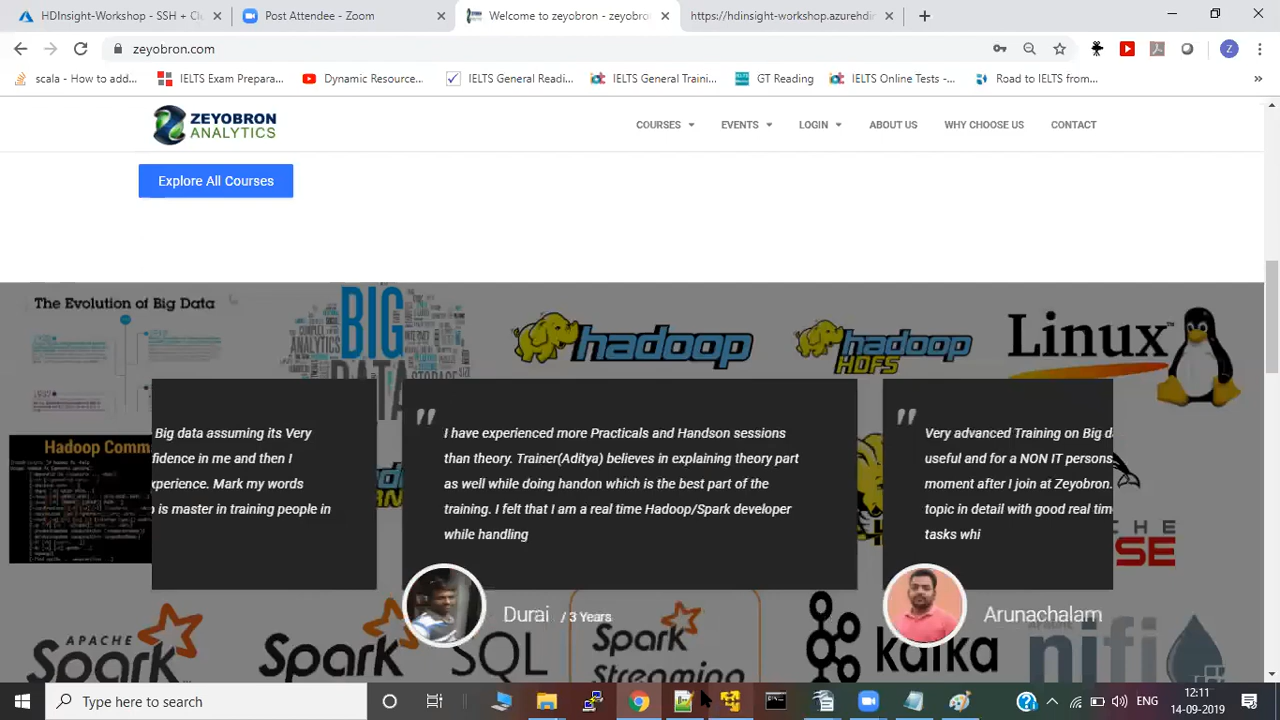 HDInsight-Workshop - SSH + Cl
Post Attendee - Zoom
Welcome to zeyobron - zeyobro
https://hdinsight-workshop.azurehdi
zeyobron.com
Z
scala - How to add...
IELTS Exam Prepara...
Dynamic Resource...
IELTS General Readi...
IELTS General Traini...
GT Reading
IELTS Online Tests -...
Road to IELTS from...
»
ZEYOBRON
ANALYTICS
COURSES
EVENTS
LOGIN
ABOUT US
WHY CHOOSE US
CONTACT
Explore All Courses
The Evolution of Big Data
BIG
DATA
ANALYTICS
hadoop
hadoop
HDFS
Linux
Hadoop Comm
Big data assuming its Very
fidence in me and then I
xperience. Mark my words
is master in training people in
I have experienced more Practicals and Handson sessions
than theory. Trainer(Aditya) believes in explaining theory part
as well while doing handon which is the best part of the
training. I felt that I am a real time Hadoop/Spark developer
while handling
Very advanced Training on Big d
usful and for a NON IT persons
moment after I join at Zeyobron.
topic in detail with good real tim
tasks whi
Durai / 3 Years
Arunachalam
APACHE
Spark
Spark
SQL
Spark
Streaming
kafka
nifi
Type here to search
ENG
12:11
14-09-2019